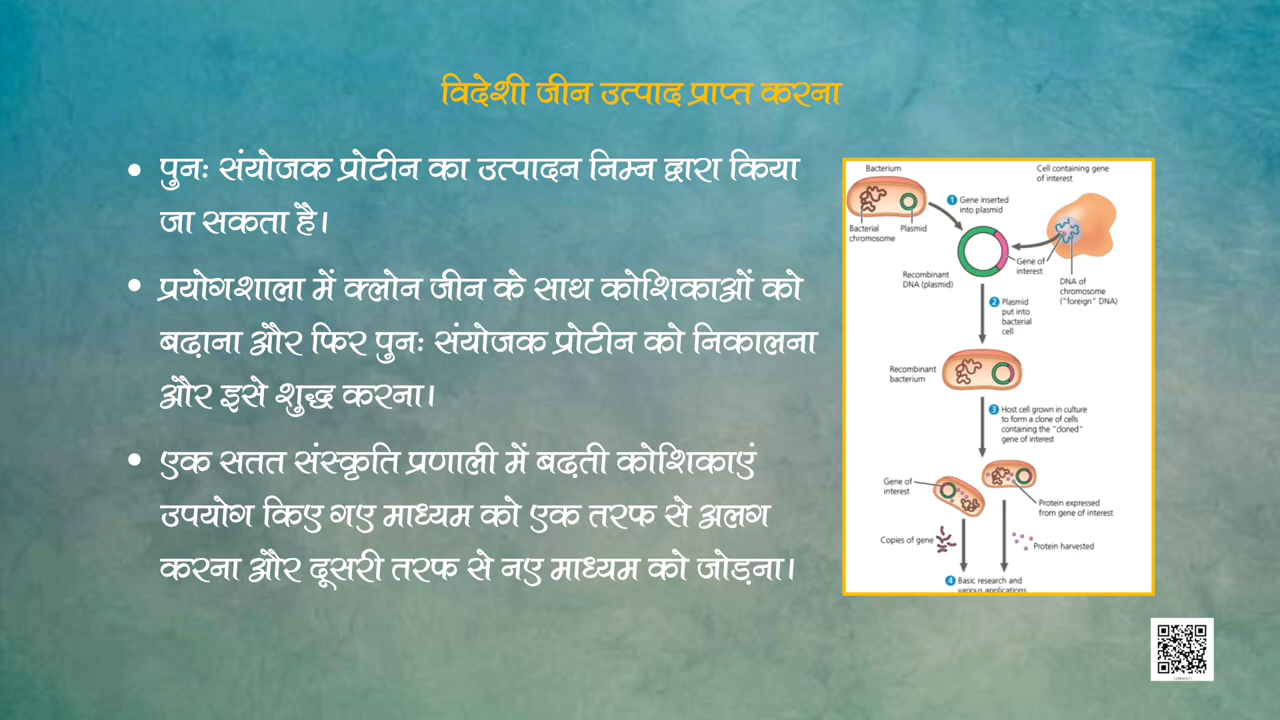 विदेशी जीन उत्पाद प्राप्त करना
• पुनः संयोजक प्रोटीन का उत्पादन निम्न द्वारा किया
जा सकता है।
• प्रयोगशाला में क्लोन जीन के साथ कोशिकाओं को
बढ़ाना और फिर पुनः संयोजक प्रोटीन को निकालना
और इसे शुद्ध करना।
• एक सतत संस्कृति प्रणाली में बढ़ती कोशिकाएं
उपयोग किए गए माध्यम को एक तरफ से अलग
करना और दूसरी तरफ से नए माध्यम को जोड़ना।
Bacterium
Cell containing gene
of interest
1 Gene inserted
into plasmid
Bacterial
chromosome
Plasmid
Gene of
interest
Recombinant
DNA (plasmid)
DNA of
chromosome
("foreign" DNA)
2 Plasmid
put into
bacterial
cell
Recombinant
bacterium
3 Host cell grown in culture
to form a clone of cells
containing the "cloned"
gene of interest
Gene of
interest
Protein expressed
from gene of interest
Copies of gene
Protein harvested
4 Basic research and
various applications